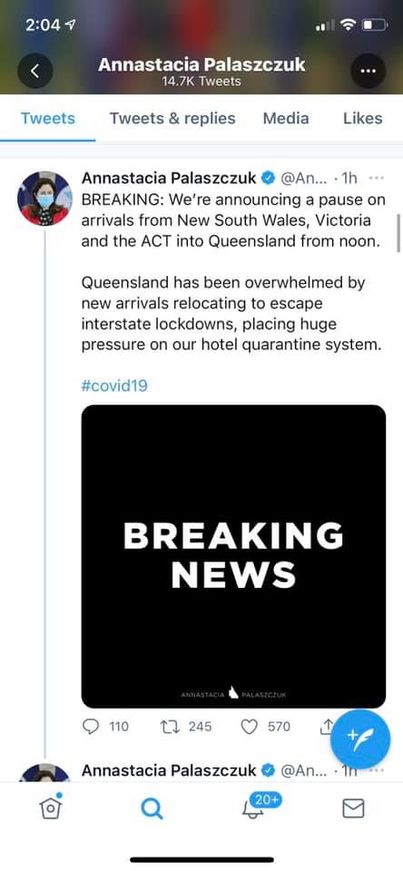 2:04
Annastacia Palaszczuk
14.7K Tweets
Tweets Tweets & replies Media Likes
Annastacia Palaszczuk @An... · 1h
BREAKING: We're announcing a pause on
arrivals from New South Wales, Victoria
and the ACT into Queensland from noon.
Queensland has been overwhelmed by
new arrivals relocating to escape
interstate lockdowns, placing huge
pressure on our hotel quarantine system.
#covid19
BREAKING
NEWS
ANNASTACIA PALASZCZUK
110 245 570
Annastacia Palaszczuk @An... · 1h
20+